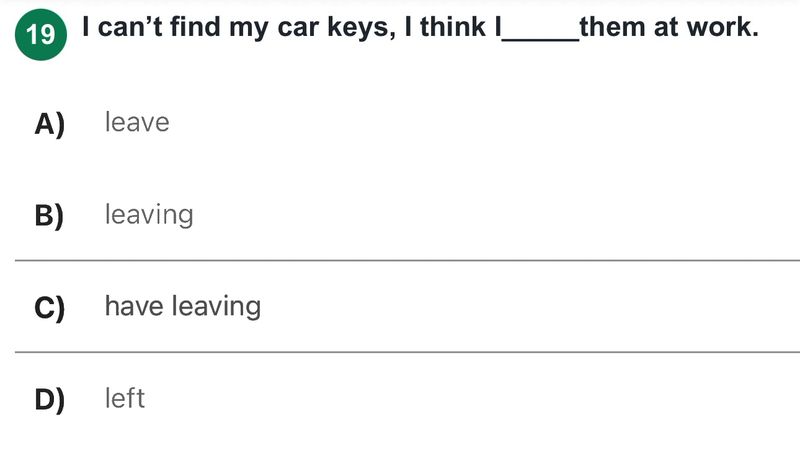 19 I can’t find my car keys, I think I_____them at work.
A) leave
B) leaving
C) have leaving
D) left